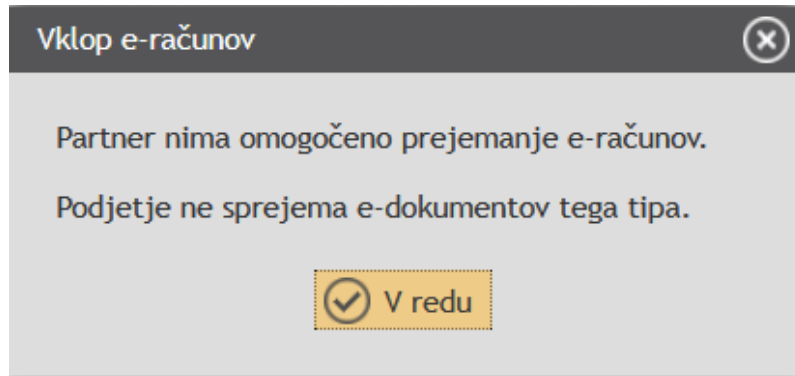 Vklop e-računov
Partner nima omogočeno prejemanje e-računov.
Podjetje ne sprejema e-dokumentov tega tipa.
V redu